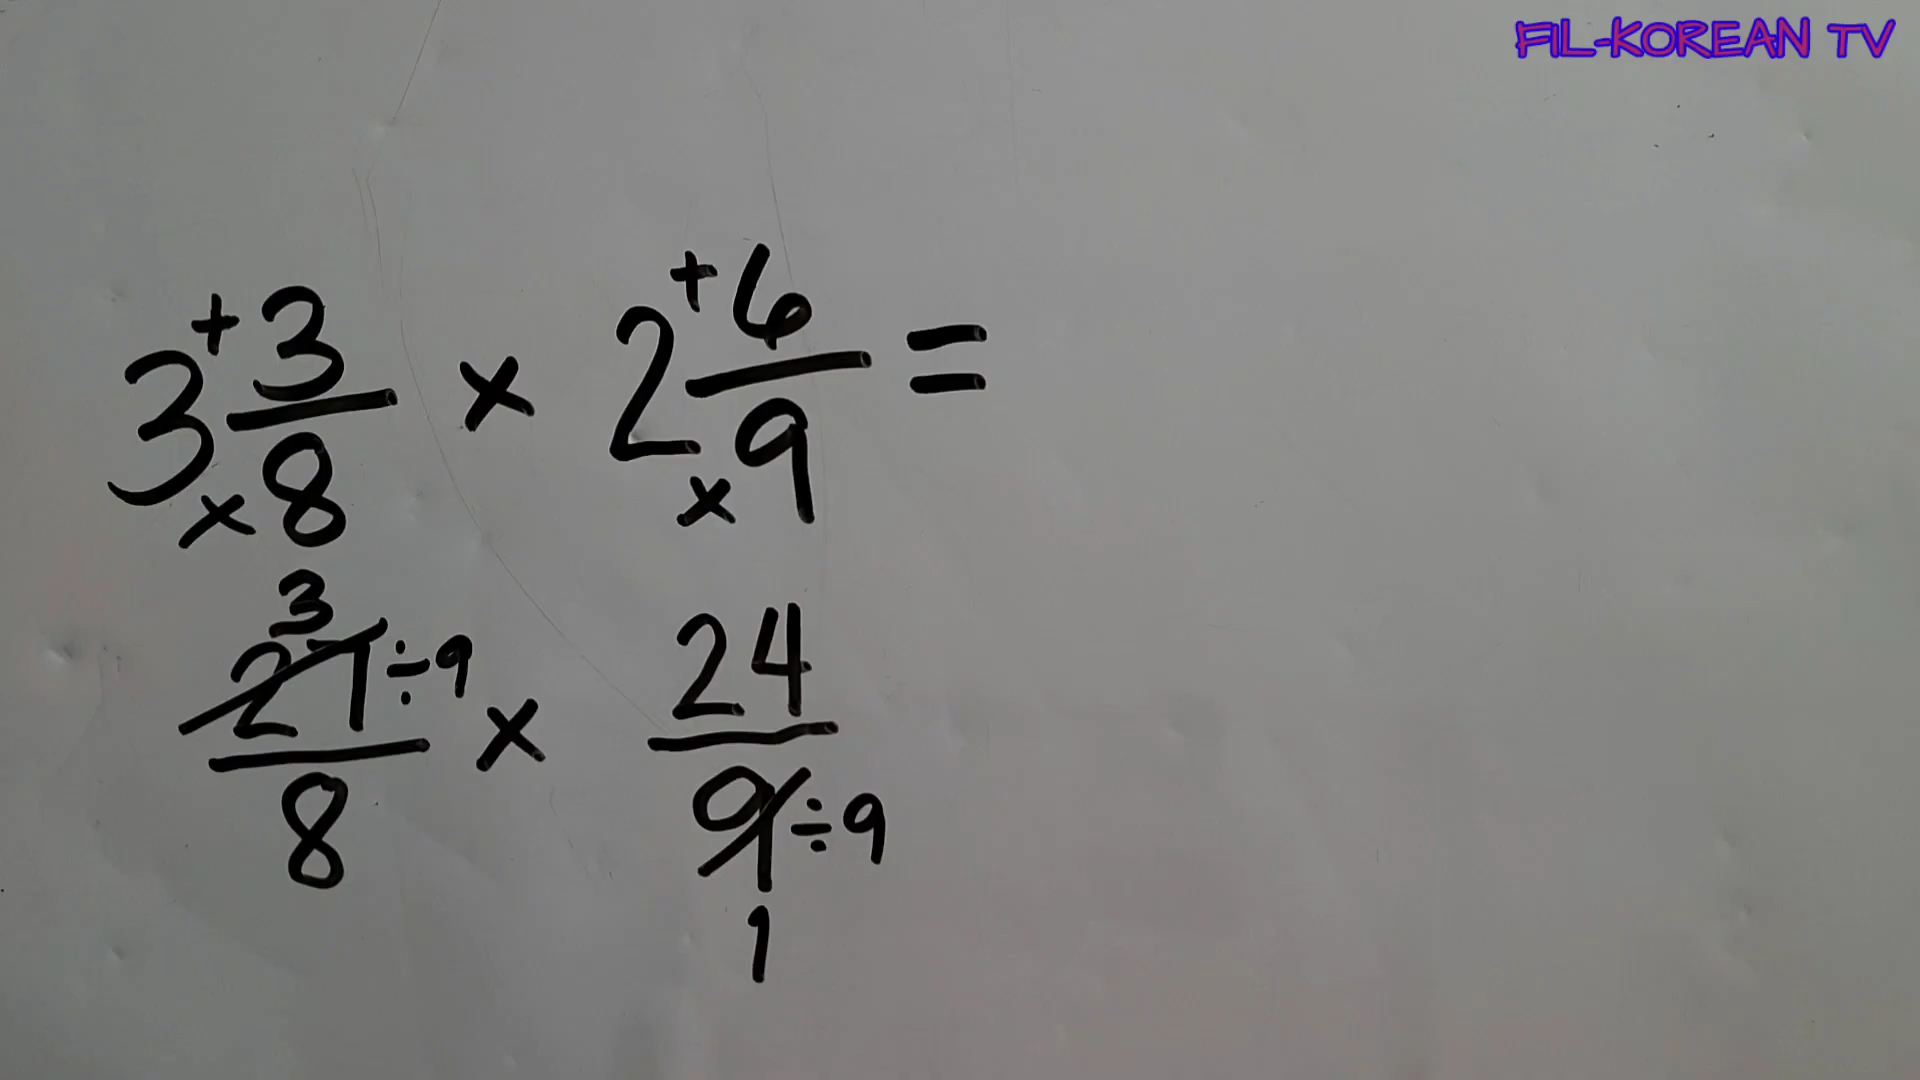 FIL-KOREAN TV
3 + 3/8 × 2 + 6/9 =
× ×
3
27 ÷9 × 24
8 9 ÷9
1